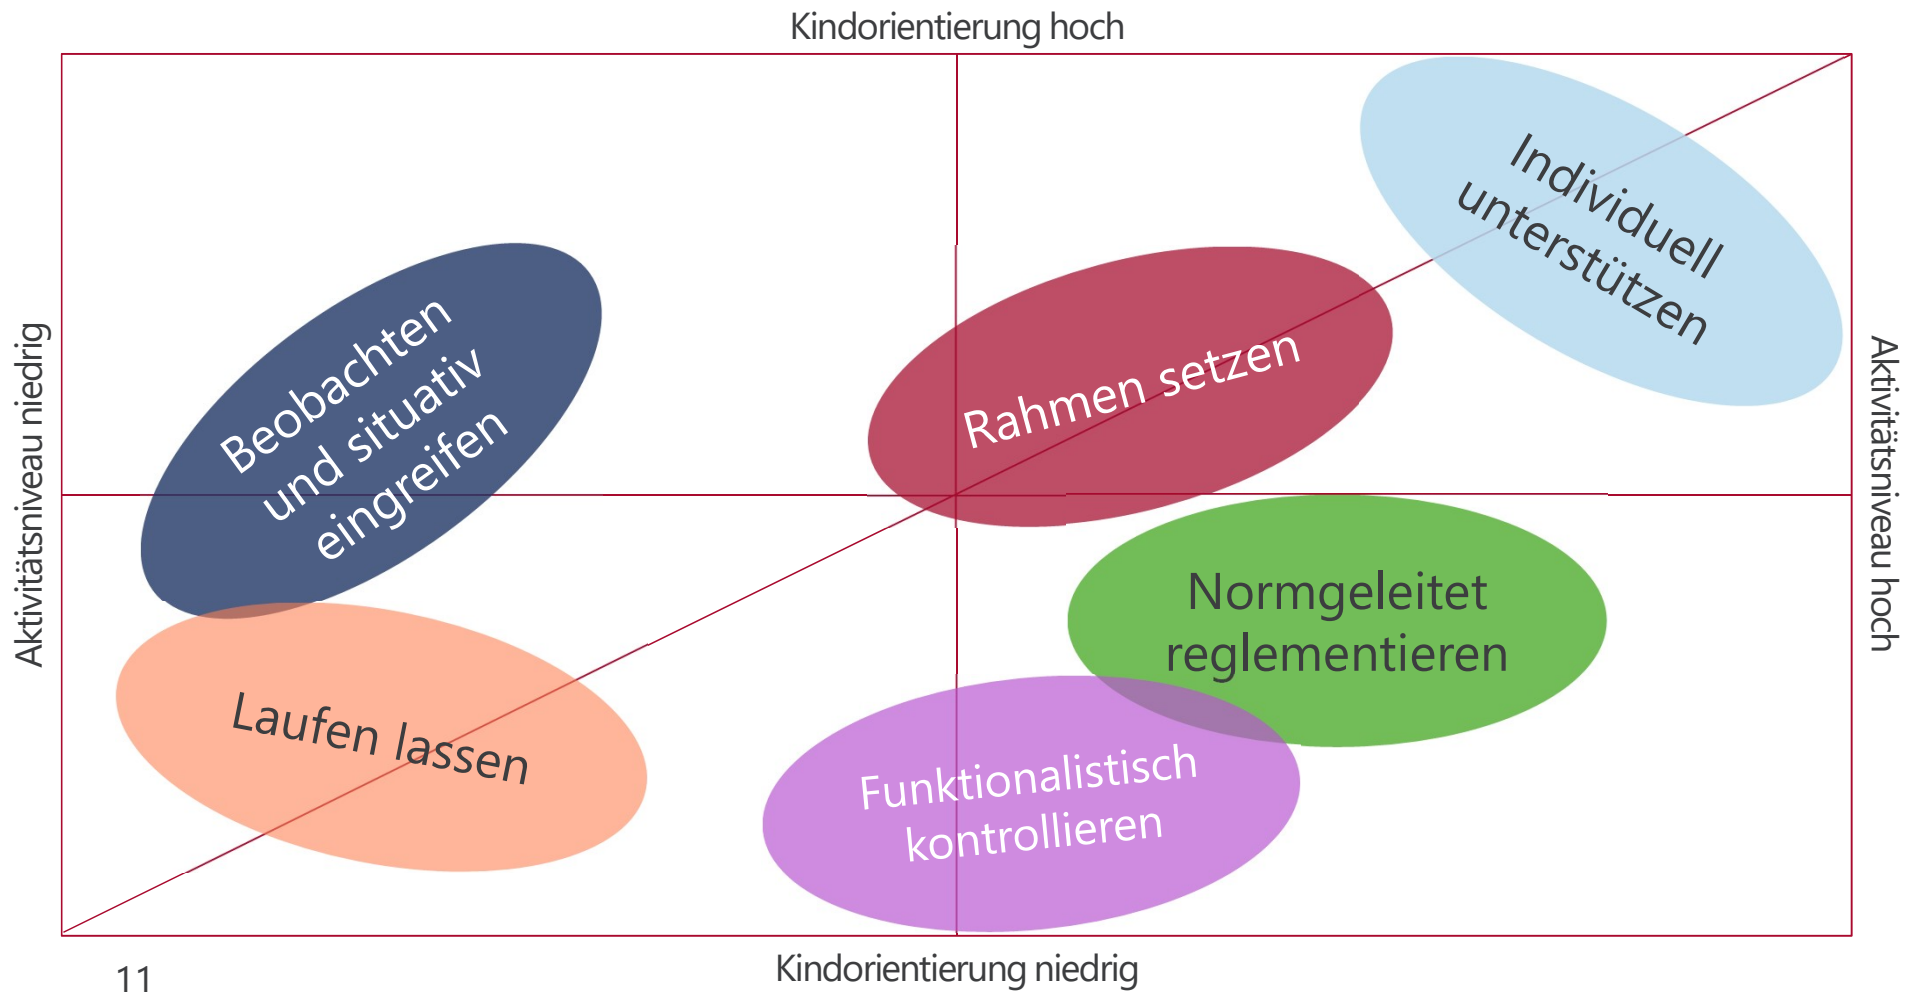 Kindorientierung hoch
Individuell
unterstützen
Beobachten
und situativ
eingreifen
Rahmen setzen
Aktivitätsniveau niedrig
Aktivitätsniveau hoch
Normgeleitet
reglementieren
Laufen lassen
Funktionalistisch
kontrollieren
Kindorientierung niedrig
11